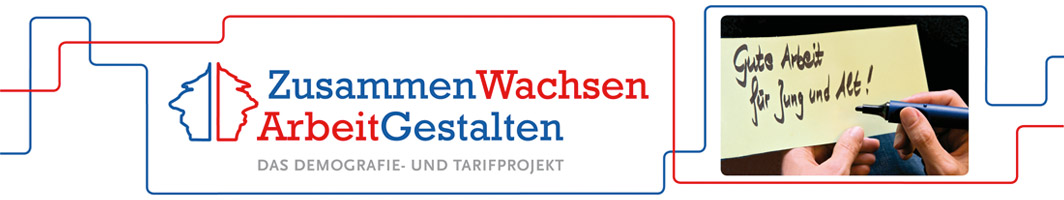 ZusammenWachsen
ArbeitGestalten
DAS DEMOGRAFIE- UND TARIFPROJEKT
Gute Arbeit
für Jung und Alt!